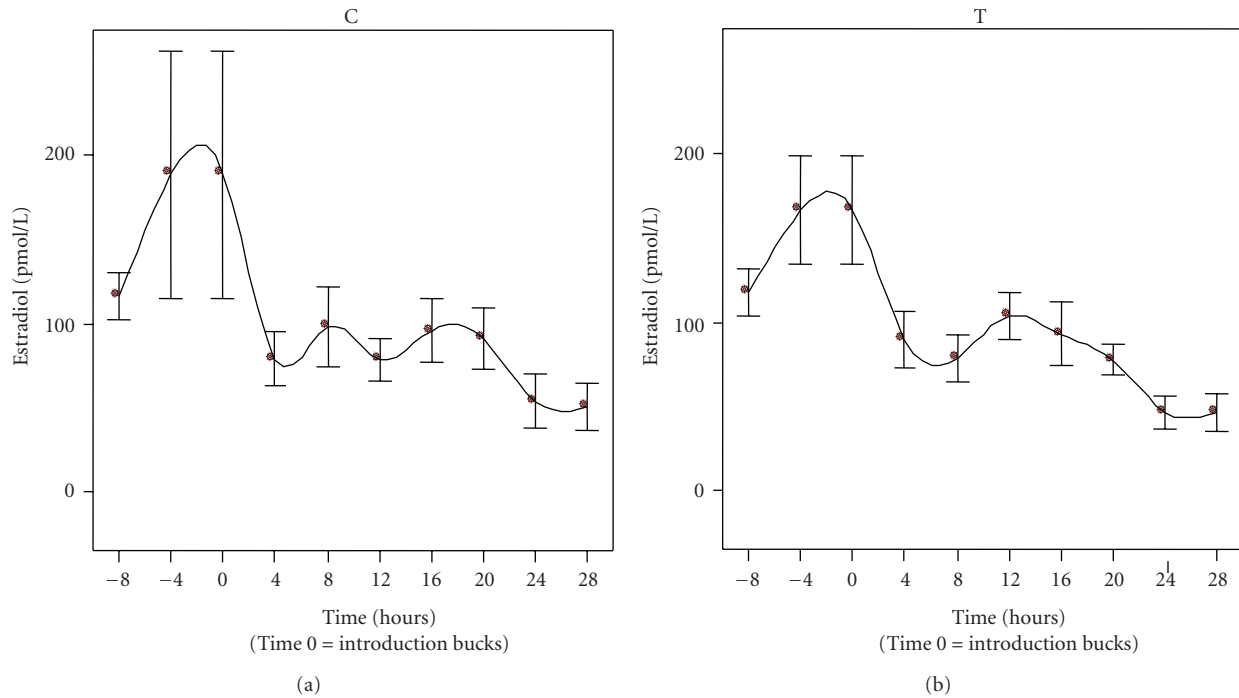 C
Estradiol (pmol/L)
200
100
0
−8 −4 0 4 8 12 16 20 24 28
Time (hours)
(Time 0 = introduction bucks)
(a)
T
Estradiol (pmol/L)
200
100
0
−8 −4 0 4 8 12 16 20 24 28
Time (hours)
(Time 0 = introduction bucks)
(b)